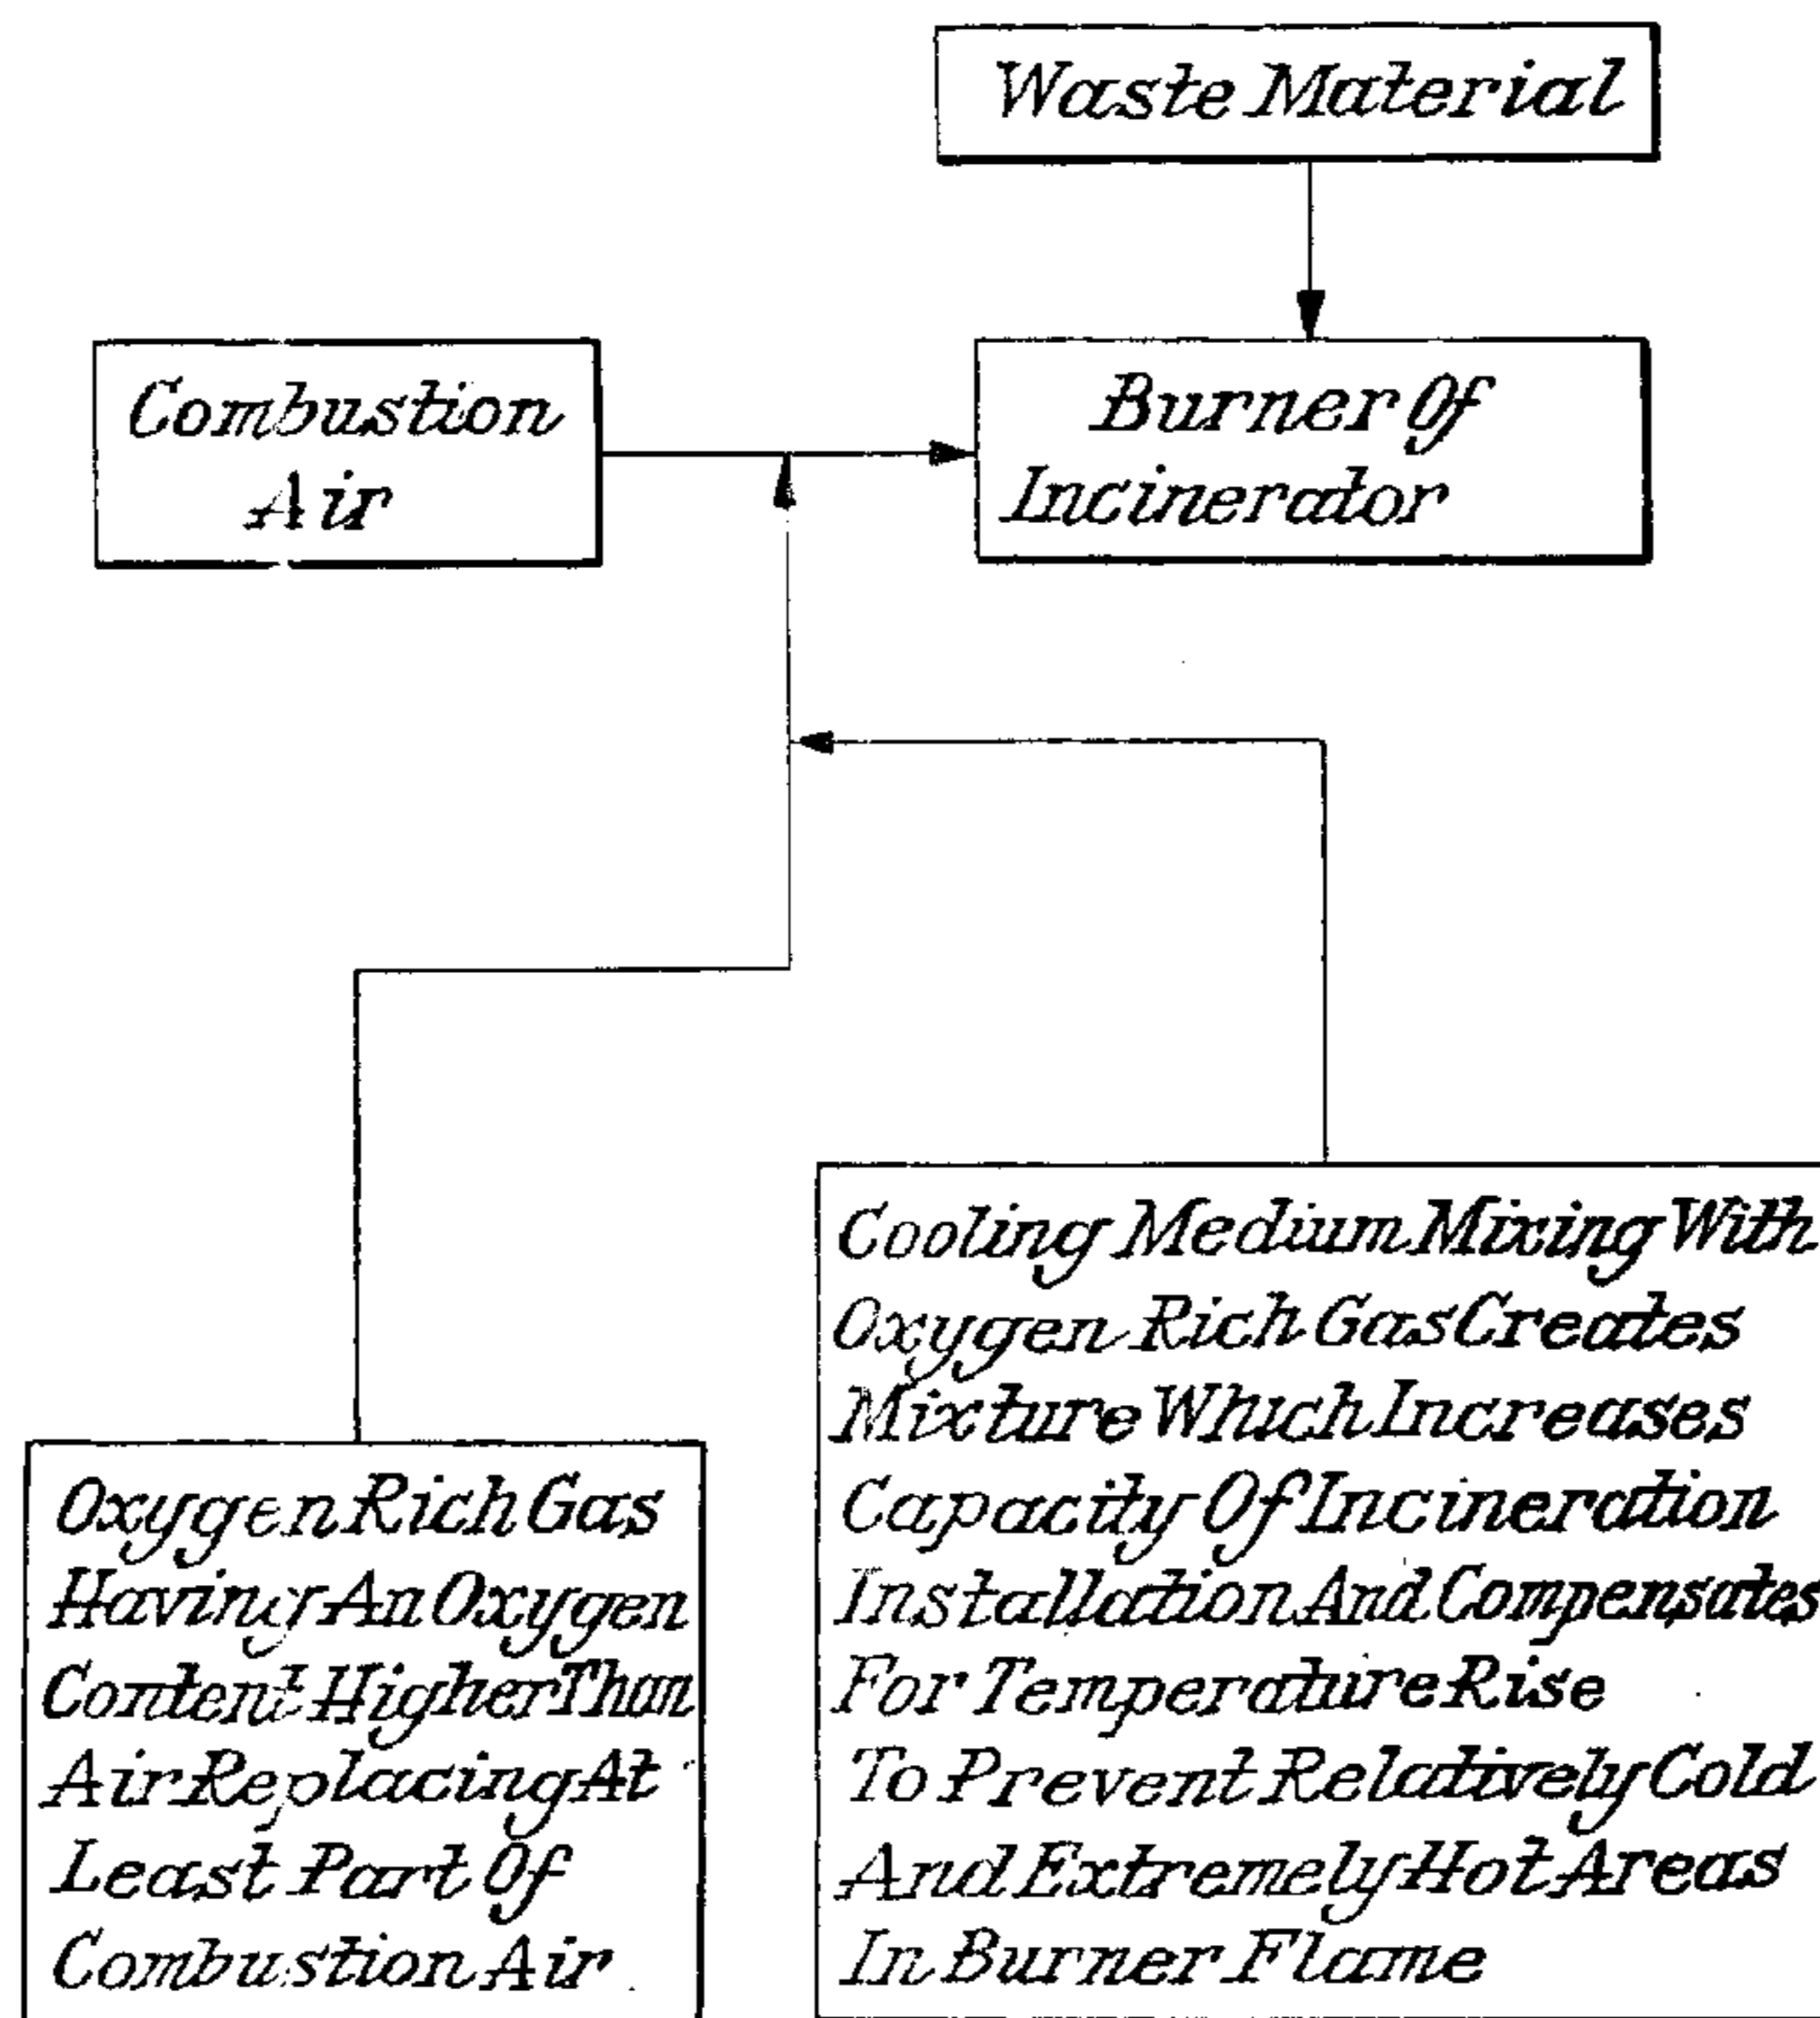 Waste Material
Combustion
Air
Burner Of
Incinerator
Oxygen Rich Gas
Having An Oxygen
Content Higher Than
Air Replacing At
Least Part Of
Combustion Air
Cooling Medium Mixing With
Oxygen Rich Gas Creates
Mixture Which Increases
Capacity Of Incineration
Installation And Compensates
For Temperature Rise
To Prevent Relatively Cold
And Extremely Hot Areas
In Burner Flame